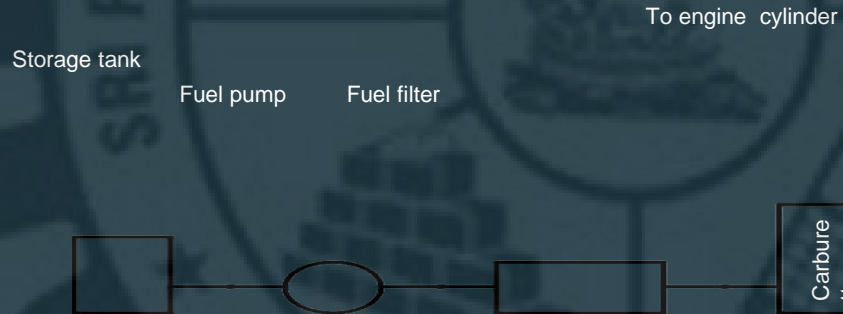 To engine cylinder
Storage tank
Fuel pump
Fuel filter
Carbure